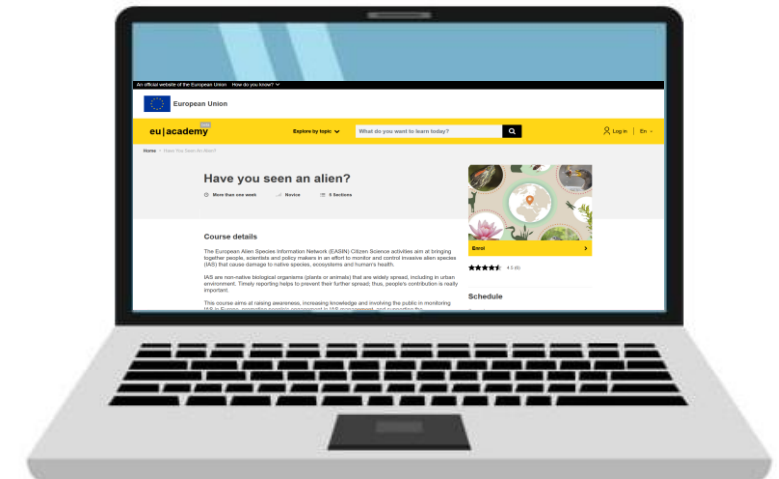 An official website of the European Union How do you know?
European Union
eu|academy
Explore by topic
What do you want to learn today?
Log in | En
Home
Have you seen an alien?
More than one week
Novice
Course details
The European Alien Species Information Network (EASIN) Citizen Science activities aim at bringing
together people, scientists and policy makers in an effort to monitor and control invasive alien species
(IAS) that cause damage to native species, ecosystems and human's health.
IAS are non-native biological organisms (plants or animals) that are widely spread, including in urban
environment. Timely reporting helps to prevent their further spread; thus, people's contribution is really
important.
This course aims at raising awareness, increasing knowledge and involving the public in monitoring
Enrol
Schedule